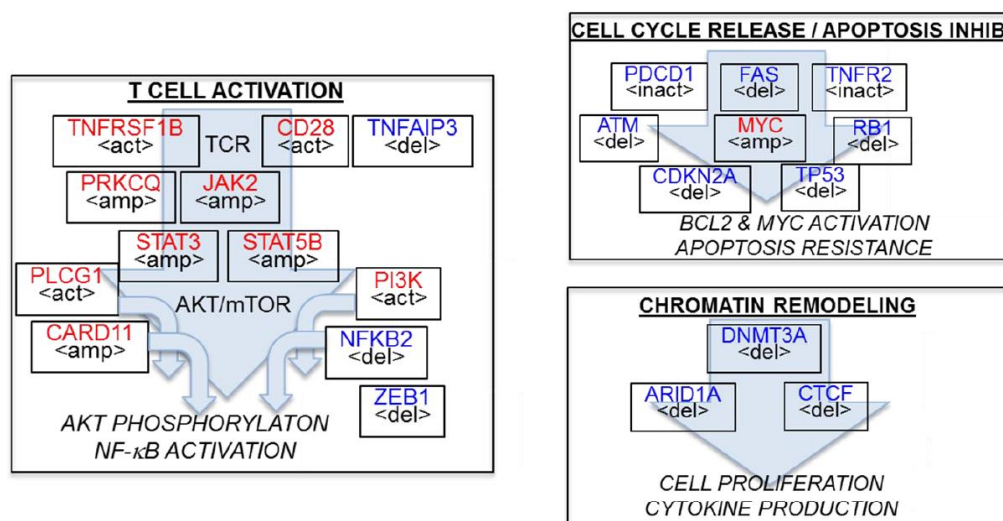 T CELL ACTIVATION
TNFRSF1B
<act>
TCR
CD28
<act>
TNFAIP3
<del>
PRKCQ
<amp>
JAK2
<amp>
STAT3
<amp>
STAT5B
<amp>
PLCG1
<act>
AKT/mTOR
PI3K
<act>
CARD11
<amp>
NFKB2
<del>
ZEB1
<del>
AKT PHOSPHORYLATON
NF-κB ACTIVATION
CELL CYCLE RELEASE / APOPTOSIS INHIB
PDCD1
<inact>
FAS
<del>
TNFR2
<inact>
ATM
<del>
MYC
<amp>
RB1
<del>
CDKN2A
<del>
TP53
<del>
BCL2 & MYC ACTIVATION
APOPTOSIS RESISTANCE
CHROMATIN REMODELING
DNMT3A
<del>
ARID1A
<del>
CTCF
<del>
CELL PROLIFERATION
CYTOKINE PRODUCTION